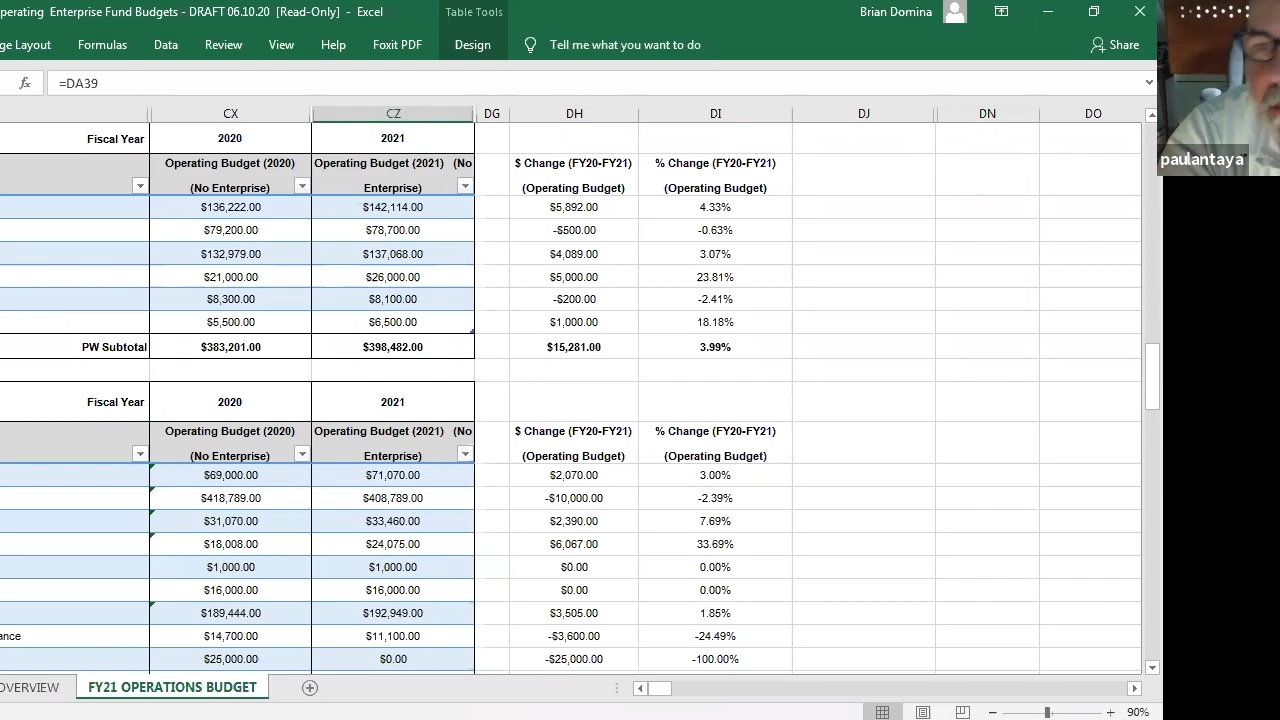 perating Enterprise Fund Budgets - DRAFT 06.10.20 [Read-Only] - Excel
Table Tools
Brian Domina
ge Layout Formulas Data Review View Help Foxit PDF Design Tell me what you want to do Share
fx =DA39
CX CZ DG DH DI DJ DN DO
Fiscal Year 2020 2021
Operating Budget (2020) Operating Budget (2021) (No $ Change (FY20-FY21) % Change (FY20-FY21)
(No Enterprise) Enterprise) (Operating Budget) (Operating Budget)
$136,222.00 $142,114.00 $5,892.00 4.33%
$79,200.00 $78,700.00 -$500.00 -0.63%
$132,979.00 $137,068.00 $4,089.00 3.07%
$21,000.00 $26,000.00 $5,000.00 23.81%
$8,300.00 $8,100.00 -$200.00 -2.41%
$5,500.00 $6,500.00 $1,000.00 18.18%
PW Subtotal $383,201.00 $398,482.00 $15,281.00 3.99%
Fiscal Year 2020 2021
Operating Budget (2020) Operating Budget (2021) (No $ Change (FY20-FY21) % Change (FY20-FY21)
(No Enterprise) Enterprise) (Operating Budget) (Operating Budget)
$69,000.00 $71,070.00 $2,070.00 3.00%
$418,789.00 $408,789.00 -$10,000.00 -2.39%
$31,070.00 $33,460.00 $2,390.00 7.69%
$18,008.00 $24,075.00 $6,067.00 33.69%
$1,000.00 $1,000.00 $0.00 0.00%
$16,000.00 $16,000.00 $0.00 0.00%
$189,444.00 $192,949.00 $3,505.00 1.85%
ance $14,700.00 $11,100.00 -$3,600.00 -24.49%
$25,000.00 $0.00 -$25,000.00 -100.00%
OVERVIEW FY21 OPERATIONS BUDGET
90%
paulantaya